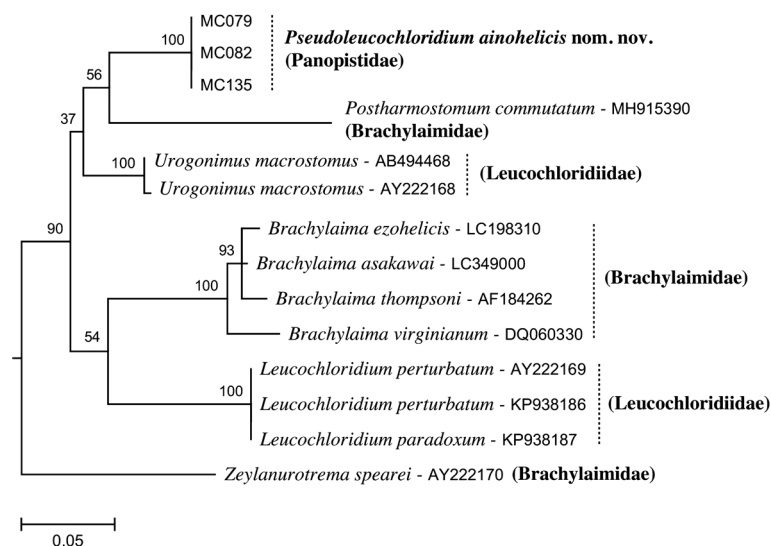 MC079
100
MC082
MC135
Pseudoleucochloridium ainohelicis nom. nov.
(Panopistidae)
56
Postharmostomum commutatum - MH915390
(Brachylaimidae)
37
100
Urogonimus macrostomus - AB494468
Urogonimus macrostomus - AY222168
(Leucochloridiidae)
90
Brachylaima ezohelicis - LC198310
93
Brachylaima asakawai - LC349000
100
Brachylaima thompsoni - AF184262
Brachylaima virginianum - DQ060330
(Brachylaimidae)
54
Leucochloridium perturbatum - AY222169
100
Leucochloridium perturbatum - KP938186
Leucochloridium paradoxum - KP938187
(Leucochloridiidae)
Zeylanurotrema spearei - AY222170 (Brachylaimidae)
0.05